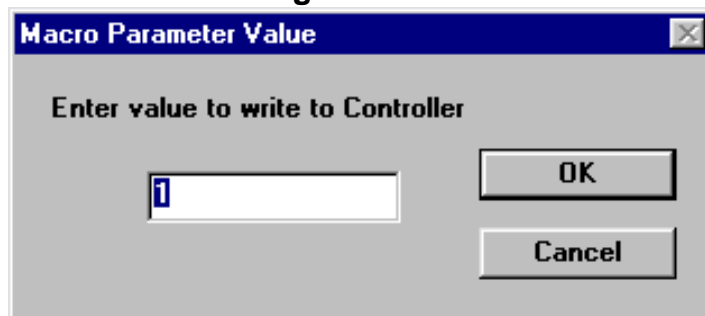 Macro Parameter Value
Enter value to write to Controller
1
OK
Cancel